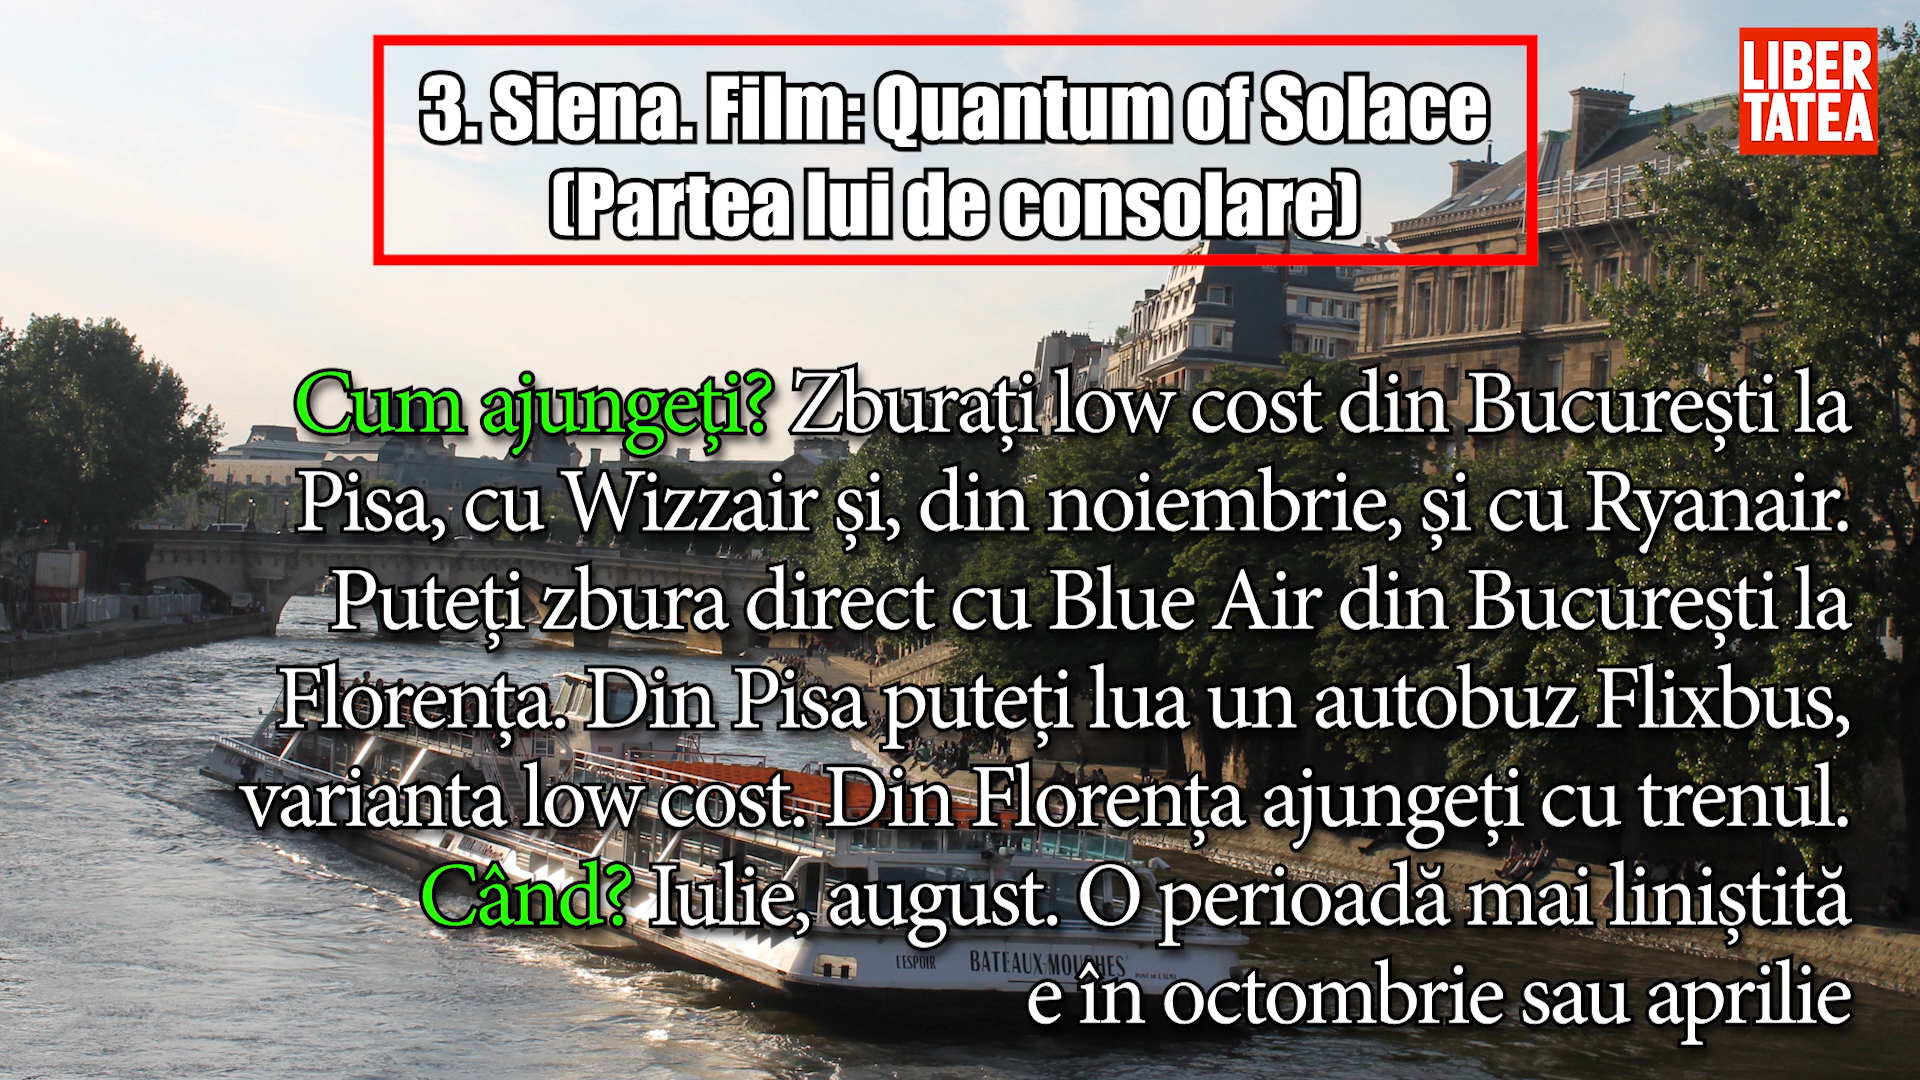 3. Siena. Film: Quantum of Solace
(Partea lui de consolare)
LIBER
TATEA
Cum ajungeți? Zburați low cost din București la
Pisa, cu Wizzair și, din noiembrie, și cu Ryanair.
Puteți zbura direct cu Blue Air din București la
Florența. Din Pisa puteți lua un autobuz Flixbus,
varianta low cost. Din Florența ajungeți cu trenul.
Când? Iulie, august. O perioadă mai liniștită
e în octombrie sau aprilie
L'ESPOIR BATEAUX-MOUCHES PONT DE L'ALMA